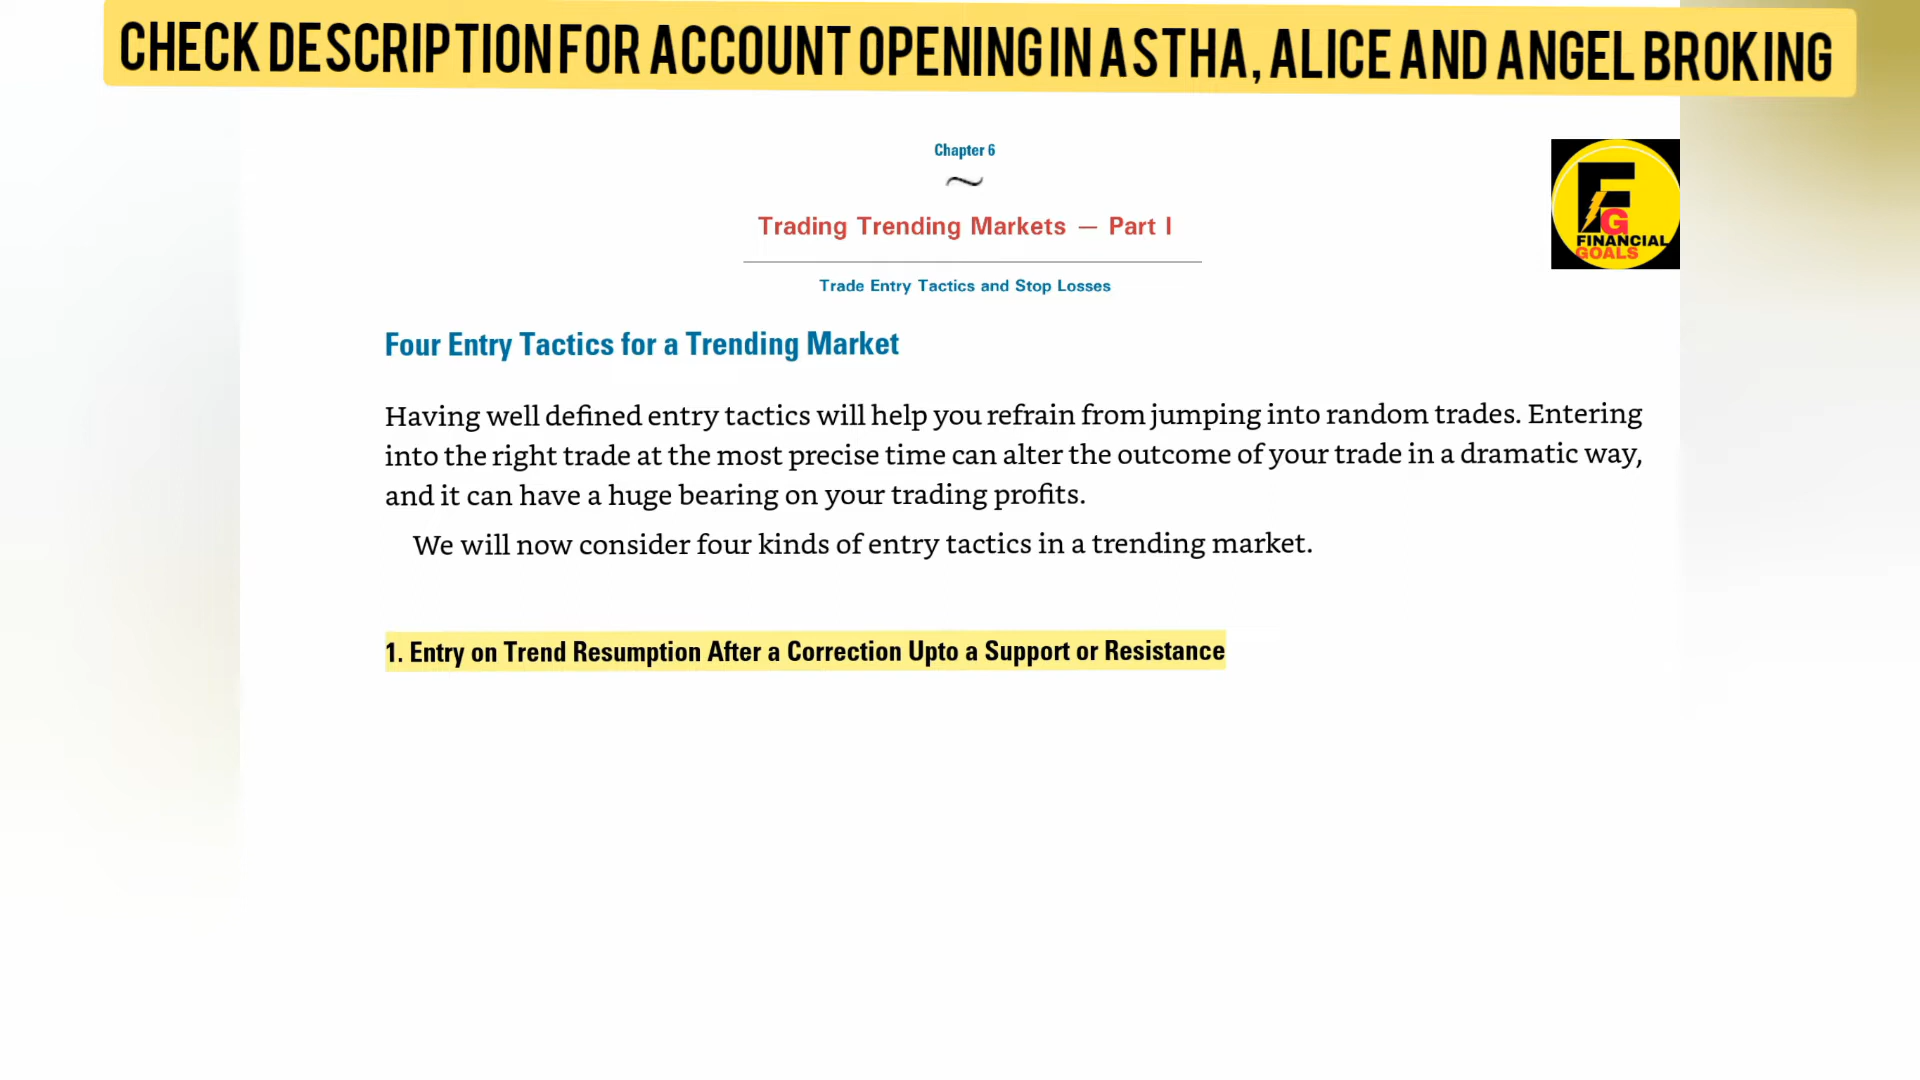 CHECK DESCRIPTION FOR ACCOUNT OPENING IN ASTHA, ALICE AND ANGEL BROKING
Chapter 6
~
Trading Trending Markets — Part I
FG
FINANCIAL
GOALS
Trade Entry Tactics and Stop Losses
Four Entry Tactics for a Trending Market
Having well defined entry tactics will help you refrain from jumping into random trades. Entering
into the right trade at the most precise time can alter the outcome of your trade in a dramatic way,
and it can have a huge bearing on your trading profits.
We will now consider four kinds of entry tactics in a trending market.
1. Entry on Trend Resumption After a Correction Upto a Support or Resistance